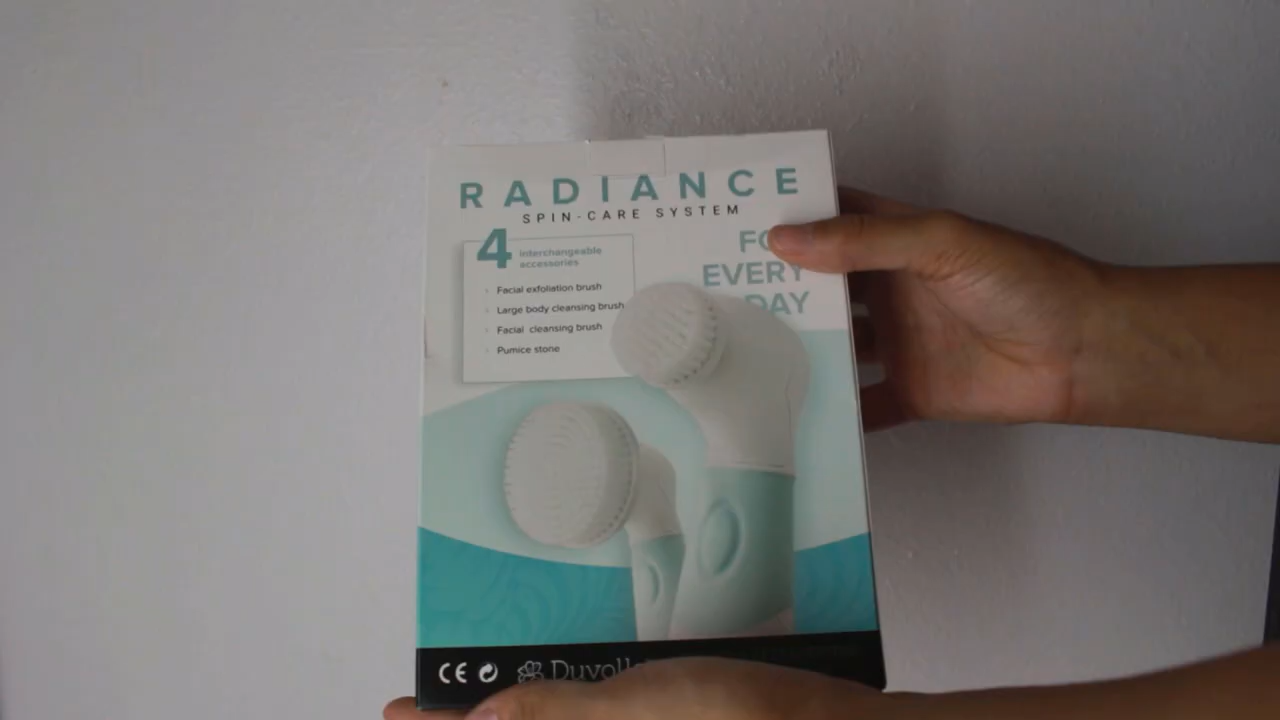 RADIANCE
SPIN-CARE SYSTEM
4 interchangeable
accessories
Facial exfoliation brush
Large body cleansing brush
Facial cleansing brush
Pumice stone
EVERY
DAY
CE